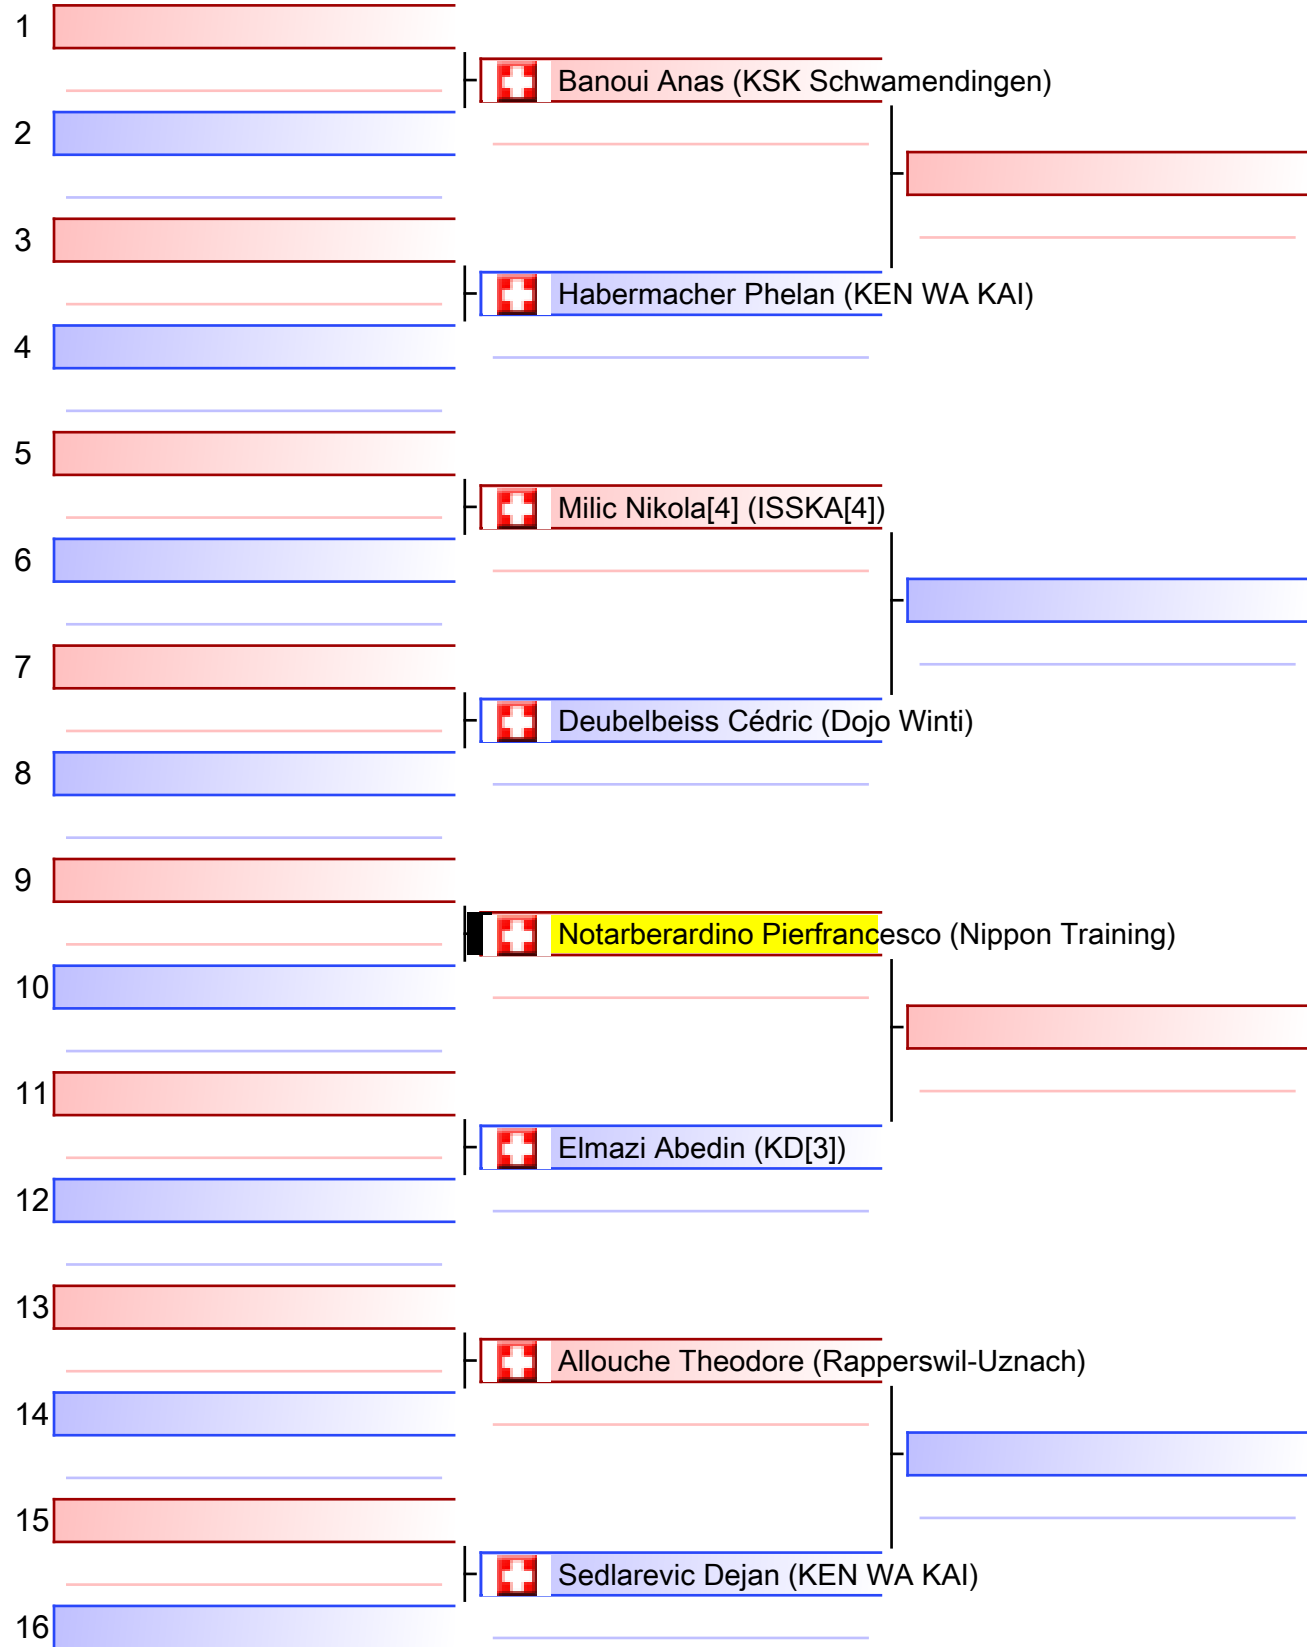 1
Banoui Anas (KSK Schwamendingen)
2
3
Habermacher Phelan (KEN WA KAI)
4
5
Milic Nikola[4] (ISSKA[4])
6
7
Deubelbeiss Cédric (Dojo Winti)
8
9
Notarberardino Pierfrancesco (Nippon Training)
10
11
Elmazi Abedin (KD[3])
12
13
Allouche Theodore (Rapperswil-Uznach)
14
15
Sedlarevic Dejan (KEN WA KAI)
16